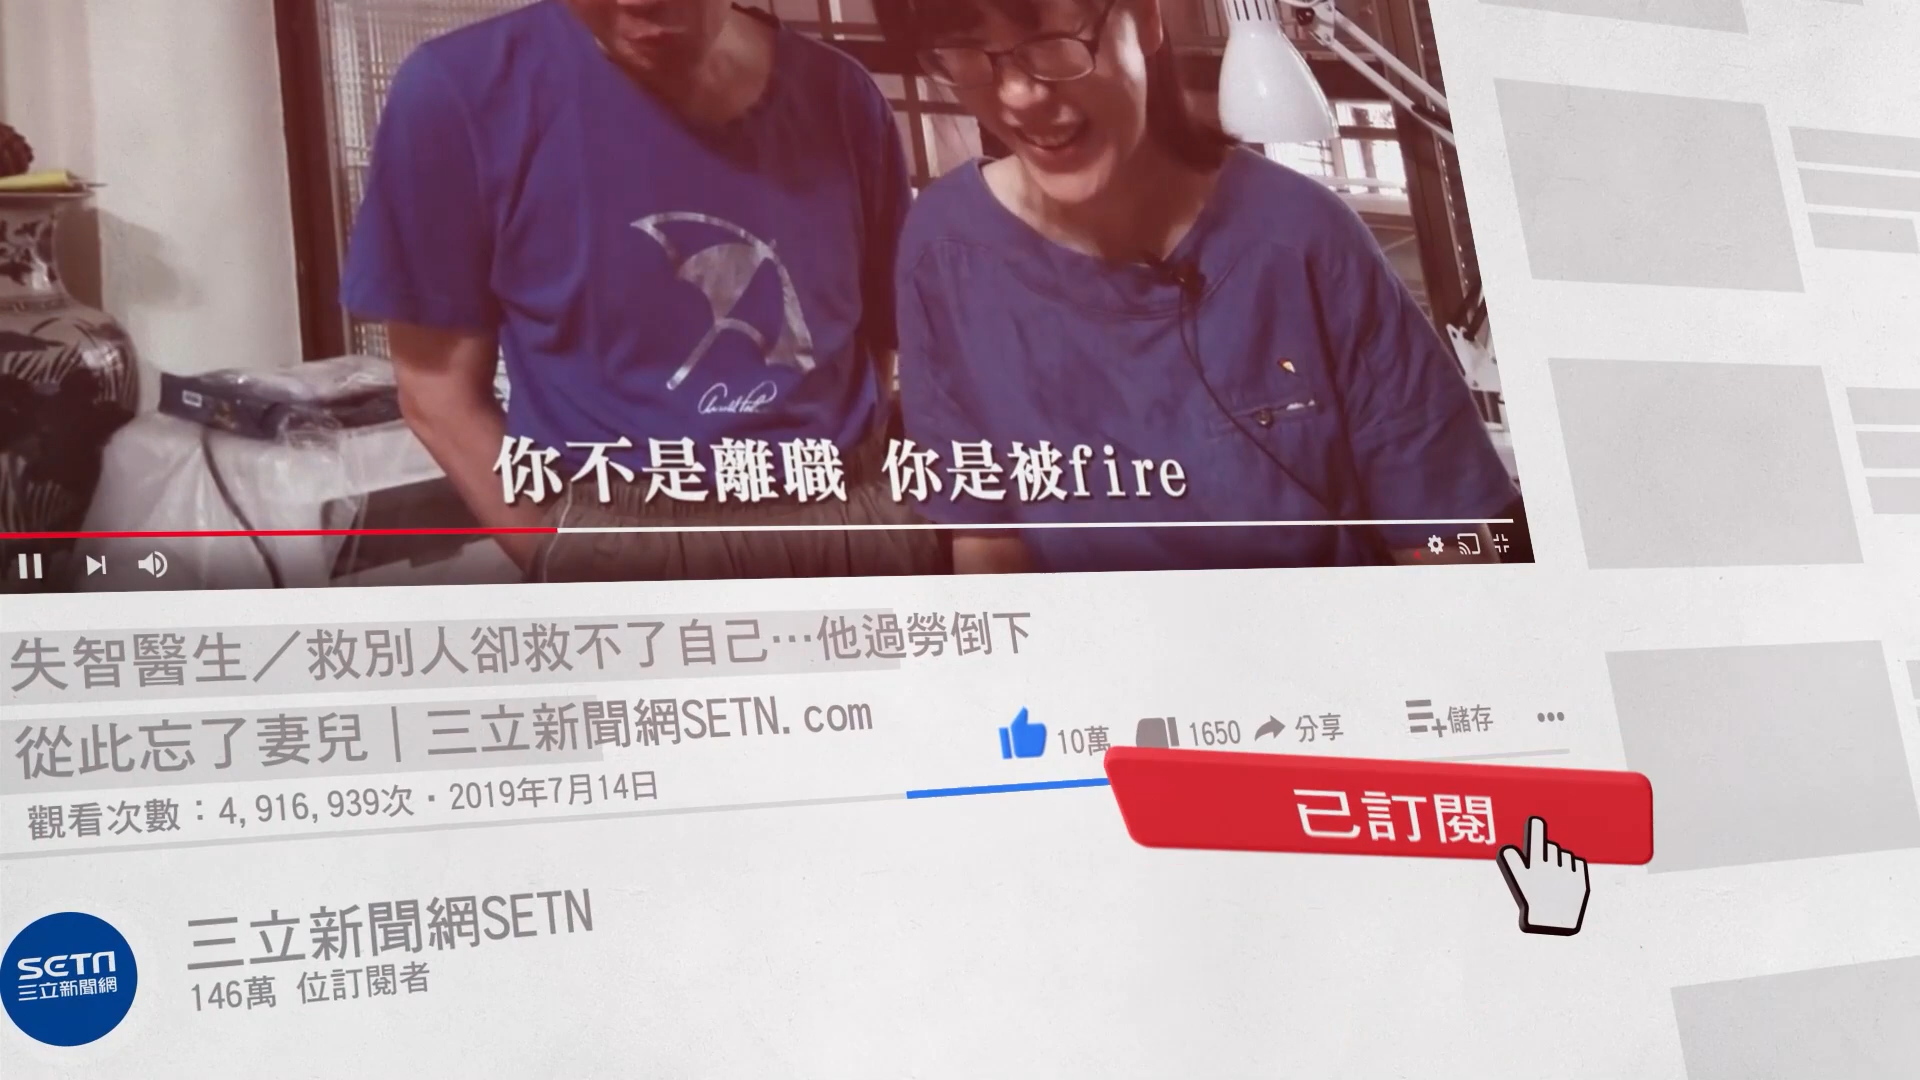 你不是離職 你是被fire
失智醫生／救別人卻救不了自己…他過勞倒下
從此忘了妻兒｜三立新聞網SETN.com
10萬 1650 分享 儲存
觀看次數：4,916,939次・2019年7月14日
已訂閱
三立新聞網SETN
146萬 位訂閱者
SETN
三立新聞網